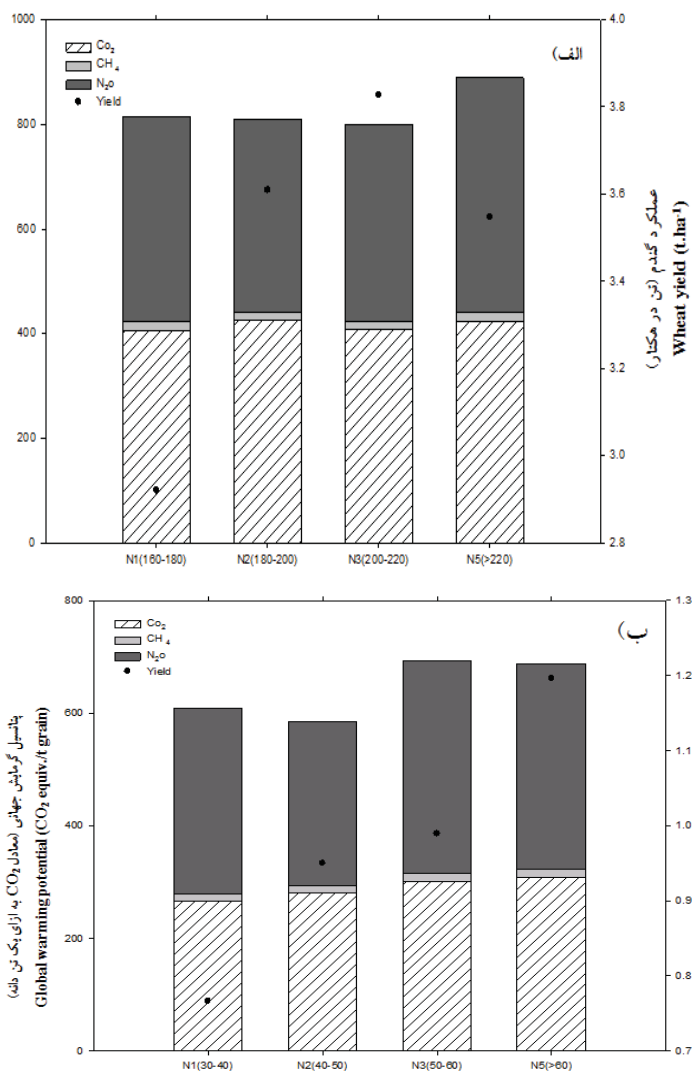 1000
800
600
400
200
0
Co₂
CH₄
N₂o
Yield
الف)
4.0
3.8
3.6
3.4
3.2
3.0
2.8
عملکرد گندم (تن در هکتار)
Wheat yield (t.ha⁻¹)
N1(160-180)
N2(180-200)
N3(200-220)
N5(>220)
پتانسیل گرمایش جهانی (معادل CO₂ به ازای یک تن دانه)
Global warming potential (CO₂ equiv./t grain)
800
600
400
200
0
Co₂
CH₄
N₂o
Yield
ب)
1.3
1.2
1.1
1.0
0.9
0.8
0.7
N1(30-40)
N2(40-50)
N3(50-60)
N5(>60)